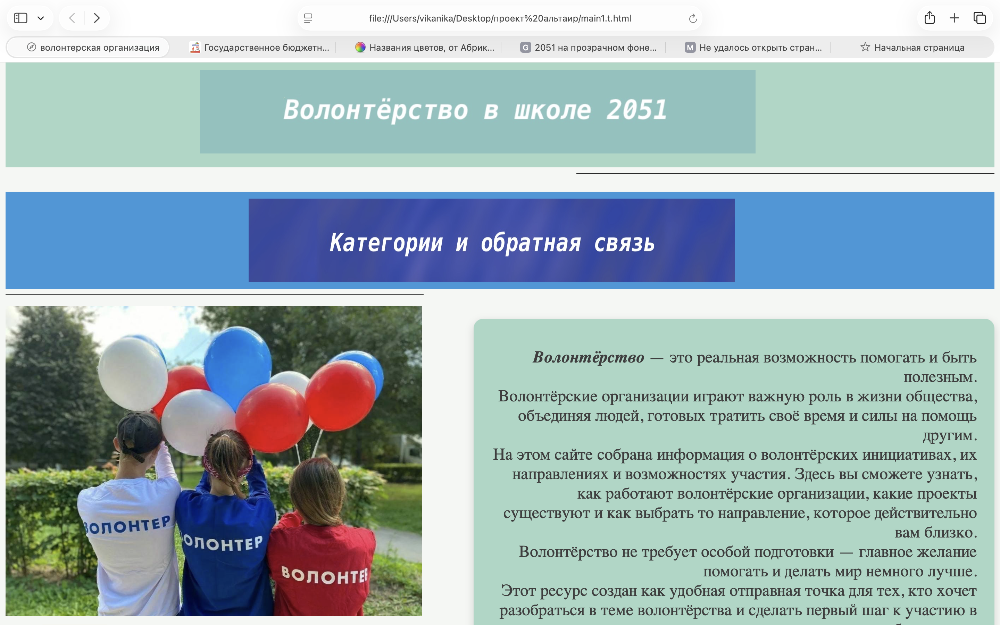 file:///Users/vikanika/Desktop/проект%20альтаир/main1.t.html
волонтерская организация
Государственное бюджетн...
Названия цветов, от Абрик...
G 2051 на прозрачном фоне...
M Не удалось открыть стран...
Начальная страница
Волонтёрство в школе 2051
Категории и обратная связь
ВОЛОНТЕР
ВОЛОНТЕР
ВОЛОНТЕР
Волонтёрство — это реальная возможность помогать и быть
полезным.
Волонтёрские организации играют важную роль в жизни общества,
объединяя людей, готовых тратить своё время и силы на помощь
другим.
На этом сайте собрана информация о волонтёрских инициативах, их
направлениях и возможностях участия. Здесь вы сможете узнать,
как работают волонтёрские организации, какие проекты
существуют и как выбрать то направление, которое действительно
вам близко.
Волонтёрство не требует особой подготовки — главное желание
помогать и делать мир немного лучше.
Этот ресурс создан как удобная отправная точка для тех, кто хочет
разобраться в теме волонтёрства и сделать первый шаг к участию в